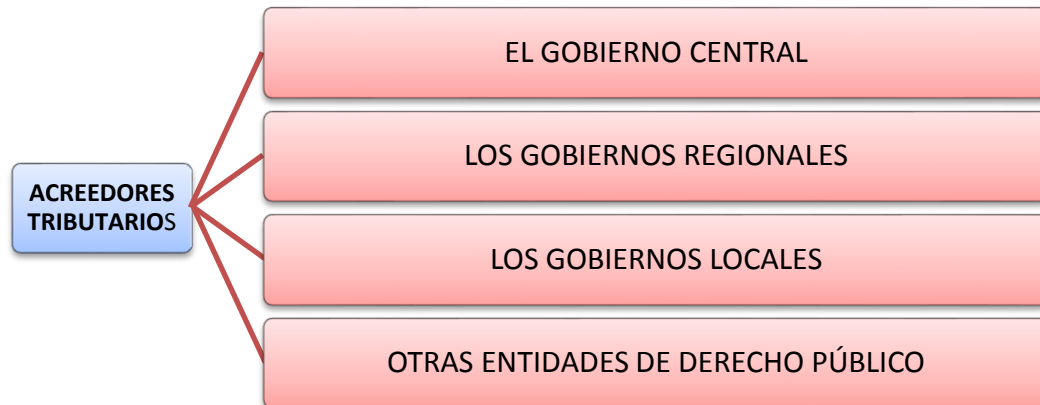 EL GOBIERNO CENTRAL
LOS GOBIERNOS REGIONALES
ACREEDORES
TRIBUTARIOS
LOS GOBIERNOS LOCALES
OTRAS ENTIDADES DE DERECHO PÚBLICO